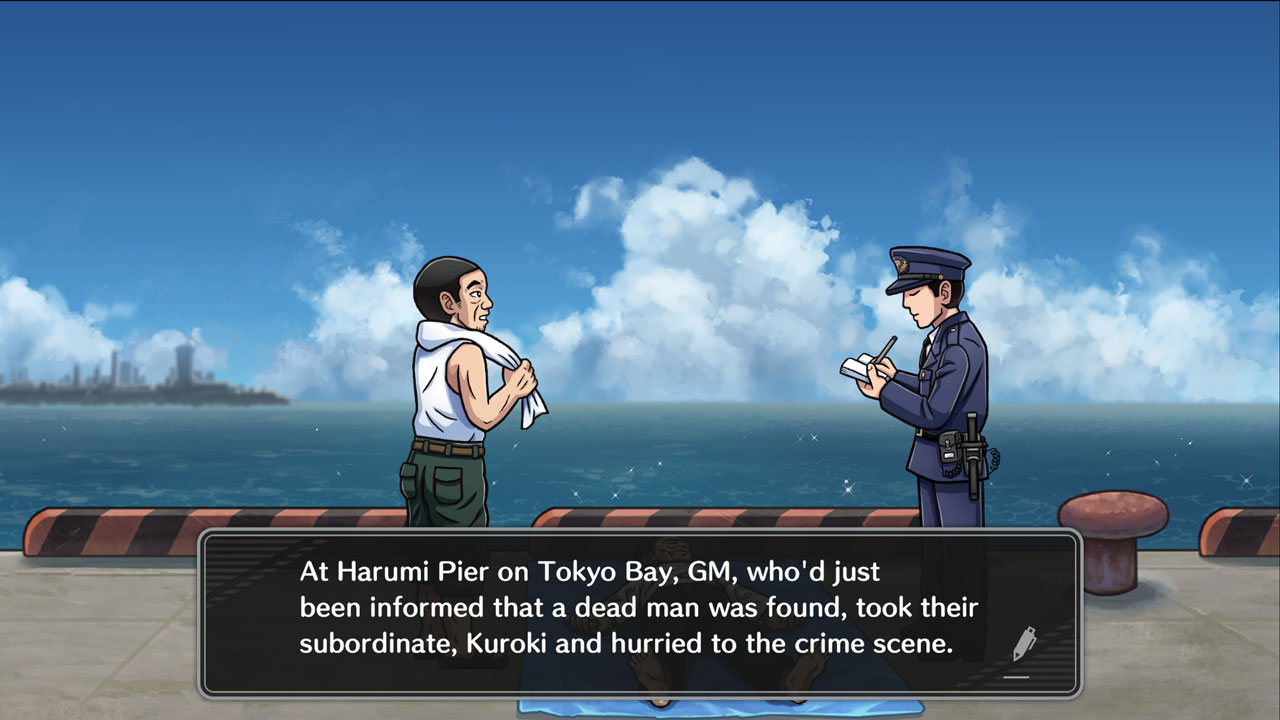 At Harumi Pier on Tokyo Bay, GM, who'd just
been informed that a dead man was found, took their
subordinate, Kuroki and hurried to the crime scene.